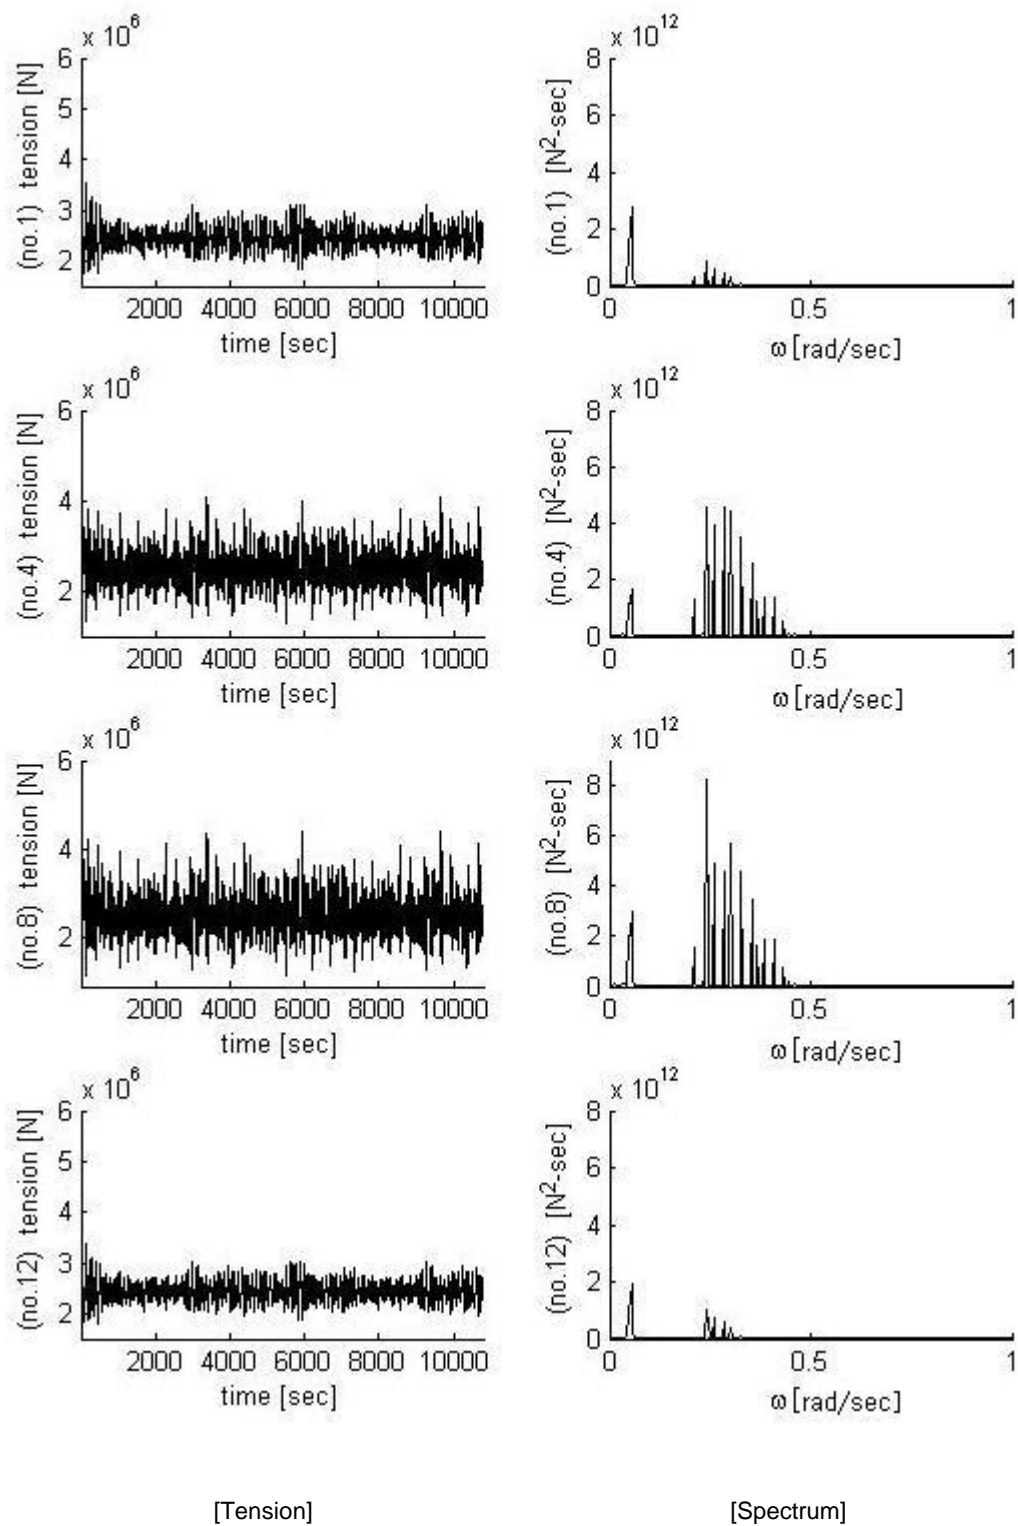 x 10^6
(no.1) tension [N]
6
5
4
3
2
2000 4000 6000 8000 10000
time [sec]
x 10^12
(no.1) [N^2-sec]
8
6
4
2
0
0 0.5 1
ω [rad/sec]
x 10^6
(no.4) tension [N]
6
4
2
2000 4000 6000 8000 10000
time [sec]
x 10^12
(no.4) [N^2-sec]
8
6
4
2
0
0 0.5 1
ω [rad/sec]
x 10^6
(no.8) tension [N]
6
4
2
2000 4000 6000 8000 10000
time [sec]
x 10^12
(no.8) [N^2-sec]
8
6
4
2
0
0 0.5 1
ω [rad/sec]
x 10^6
(no.12) tension [N]
6
5
4
3
2
2000 4000 6000 8000 10000
time [sec]
x 10^12
(no.12) [N^2-sec]
8
6
4
2
0
0 0.5 1
ω [rad/sec]
[Tension]
[Spectrum]